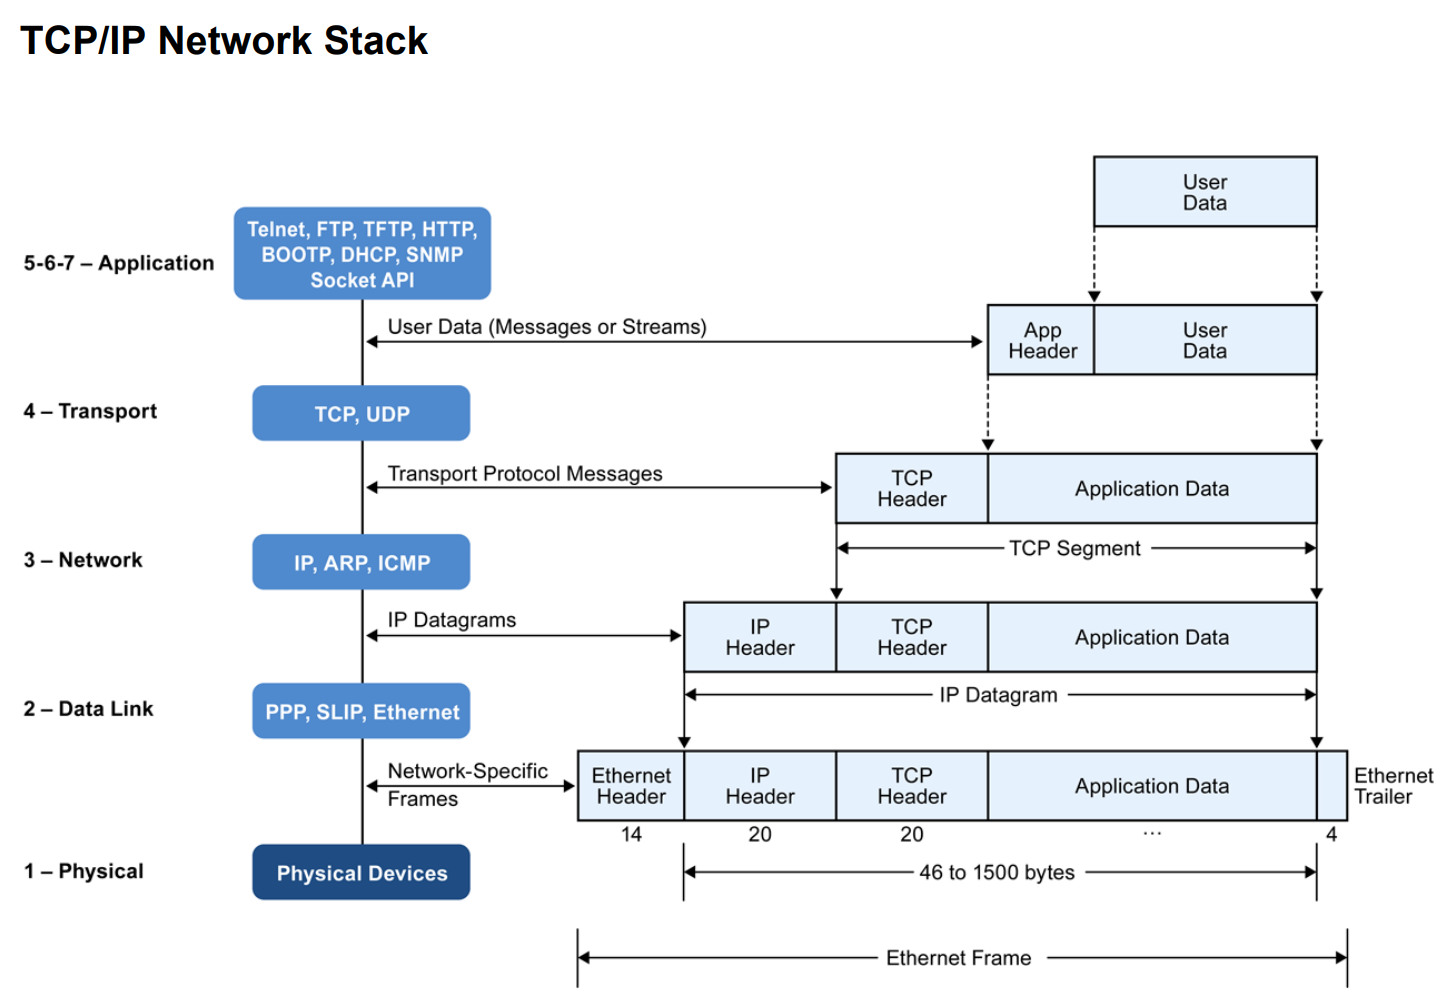 TCP/IP Network Stack
User
Data
Telnet, FTP, TFTP, HTTP,
BOOTP, DHCP, SNMP
Socket API
5-6-7 – Application
User Data (Messages or Streams)
App
Header
User
Data
4 – Transport
TCP, UDP
Transport Protocol Messages
TCP
Header
Application Data
TCP Segment
3 – Network
IP, ARP, ICMP
IP Datagrams
IP
Header
TCP
Header
Application Data
IP Datagram
2 – Data Link
PPP, SLIP, Ethernet
Network-Specific
Frames
Ethernet
Header
IP
Header
TCP
Header
Application Data
Ethernet
Trailer
14
20
20
...
4
1 – Physical
Physical Devices
46 to 1500 bytes
Ethernet Frame